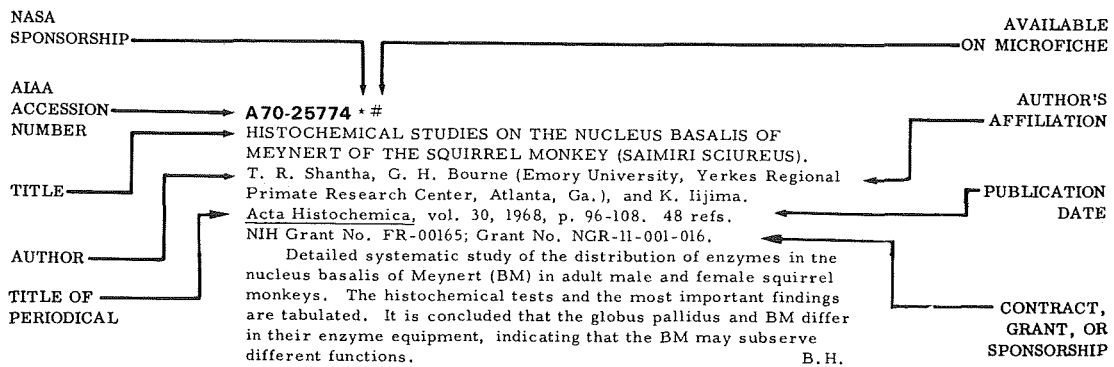 NASA
SPONSORSHIP
AVAILABLE
ON MICROFICHE
AIAA
ACCESSION
NUMBER
AUTHOR'S
AFFILIATION
TITLE
PUBLICATION
DATE
AUTHOR
TITLE OF
PERIODICAL
CONTRACT,
GRANT, OR
SPONSORSHIP
A70-25774 * #
HISTOCHEMICAL STUDIES ON THE NUCLEUS BASALIS OF
MEYNERT OF THE SQUIRREL MONKEY (SAIMIRI SCIUREUS).
T. R. Shantha, G. H. Bourne (Emory University, Yerkes Regional
Primate Research Center, Atlanta, Ga.), and K. Iijima.
Acta Histochemica, vol. 30, 1968, p. 96-108. 48 refs.
NIH Grant No. FR-00165; Grant No. NGR-11-001-016.
Detailed systematic study of the distribution of enzymes in the
nucleus basalis of Meynert (BM) in adult male and female squirrel
monkeys. The histochemical tests and the most important findings
are tabulated. It is concluded that the globus pallidus and BM differ
in their enzyme equipment, indicating that the BM may subserve
different functions. B.H.